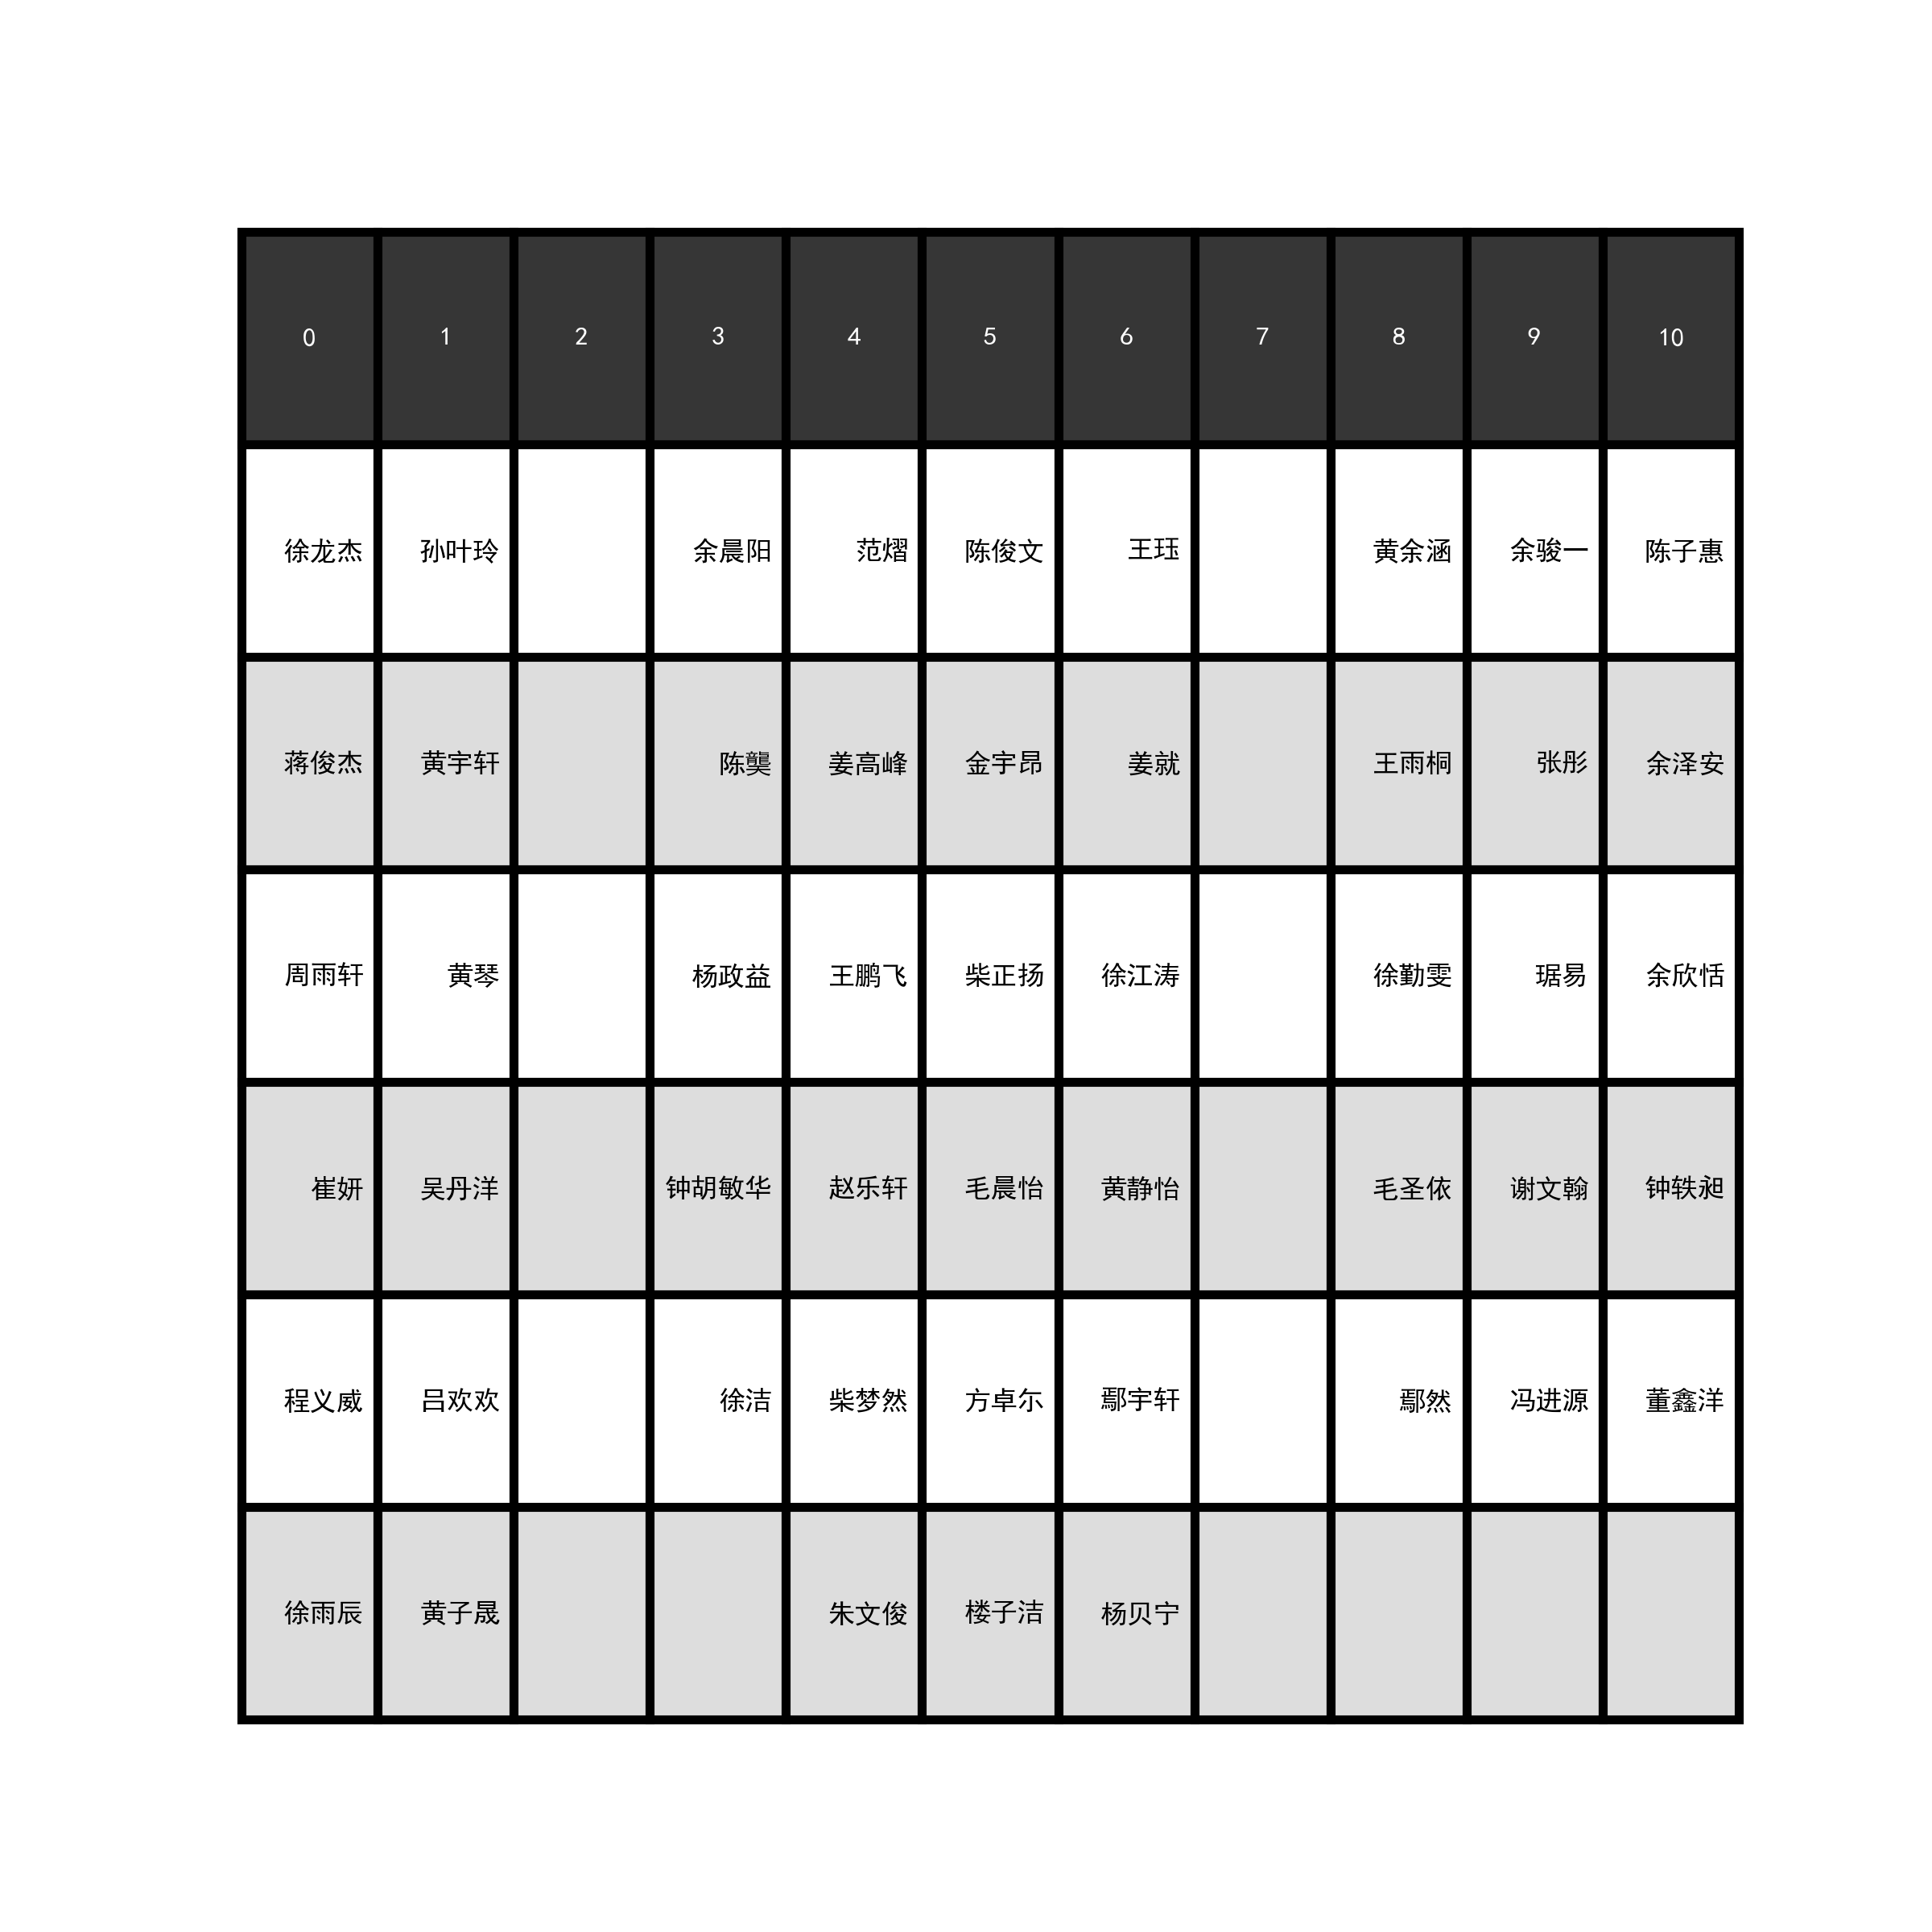 0 1 2 3 4 5 6 7 8 9 10
徐龙杰 孙叶玲 余晨阳 范熠 陈俊文 王珏 黄余涵 余骏一 陈子惠
蒋俊杰 黄宇轩 陈龑 姜高峰 金宇昂 姜就 王雨桐 张彤 余泽安
周雨轩 黄琴 杨政益 王鹏飞 柴正扬 徐江涛 徐勤雯 琚易 余欣恬
崔妍 吴丹洋 钟胡敏华 赵乐轩 毛晨怡 黄静怡 毛圣依 谢文翰 钟轶昶
程义威 吕欢欢 徐洁 柴梦然 方卓尓 鄢宇轩 鄢然 冯进源 董鑫洋
徐雨辰 黄子晟 朱文俊 楼子洁 杨贝宁